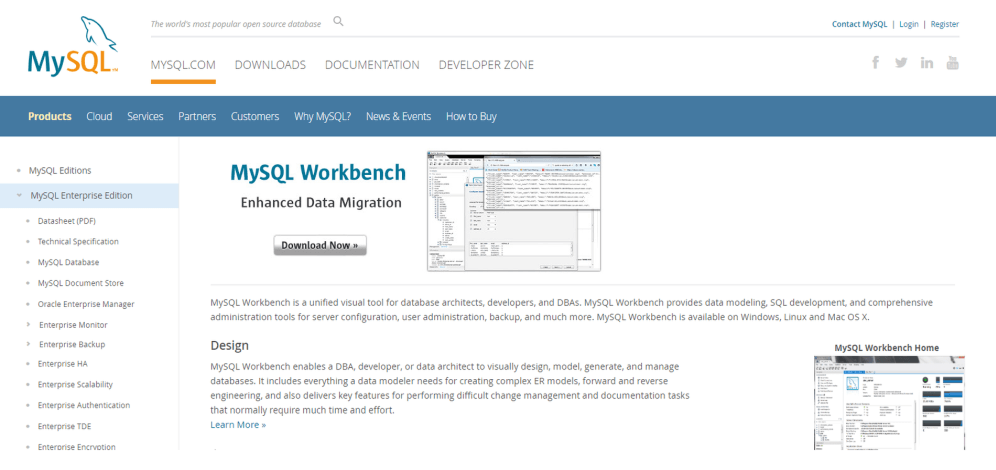 The world's most popular open source database
Contact MySQL | Login | Register
MySQL™
MYSQL.COM DOWNLOADS DOCUMENTATION DEVELOPER ZONE
Products Cloud Services Partners Customers Why MySQL? News & Events How to Buy
MySQL Editions
MySQL Enterprise Edition
Datasheet (PDF)
Technical Specification
MySQL Database
MySQL Document Store
Oracle Enterprise Manager
Enterprise Monitor
Enterprise Backup
Enterprise HA
Enterprise Scalability
Enterprise Authentication
Enterprise TDE
Enterprise Encryption
MySQL Workbench
Enhanced Data Migration
Download Now »
MySQL Workbench is a unified visual tool for database architects, developers, and DBAs. MySQL Workbench provides data modeling, SQL development, and comprehensive
administration tools for server configuration, user administration, backup, and much more. MySQL Workbench is available on Windows, Linux and Mac OS X.
Design
MySQL Workbench enables a DBA, developer, or data architect to visually design, model, generate, and manage
databases. It includes everything a data modeler needs for creating complex ER models, forward and reverse
engineering, and also delivers key features for performing difficult change management and documentation tasks
that normally require much time and effort.
Learn More »
MySQL Workbench Home